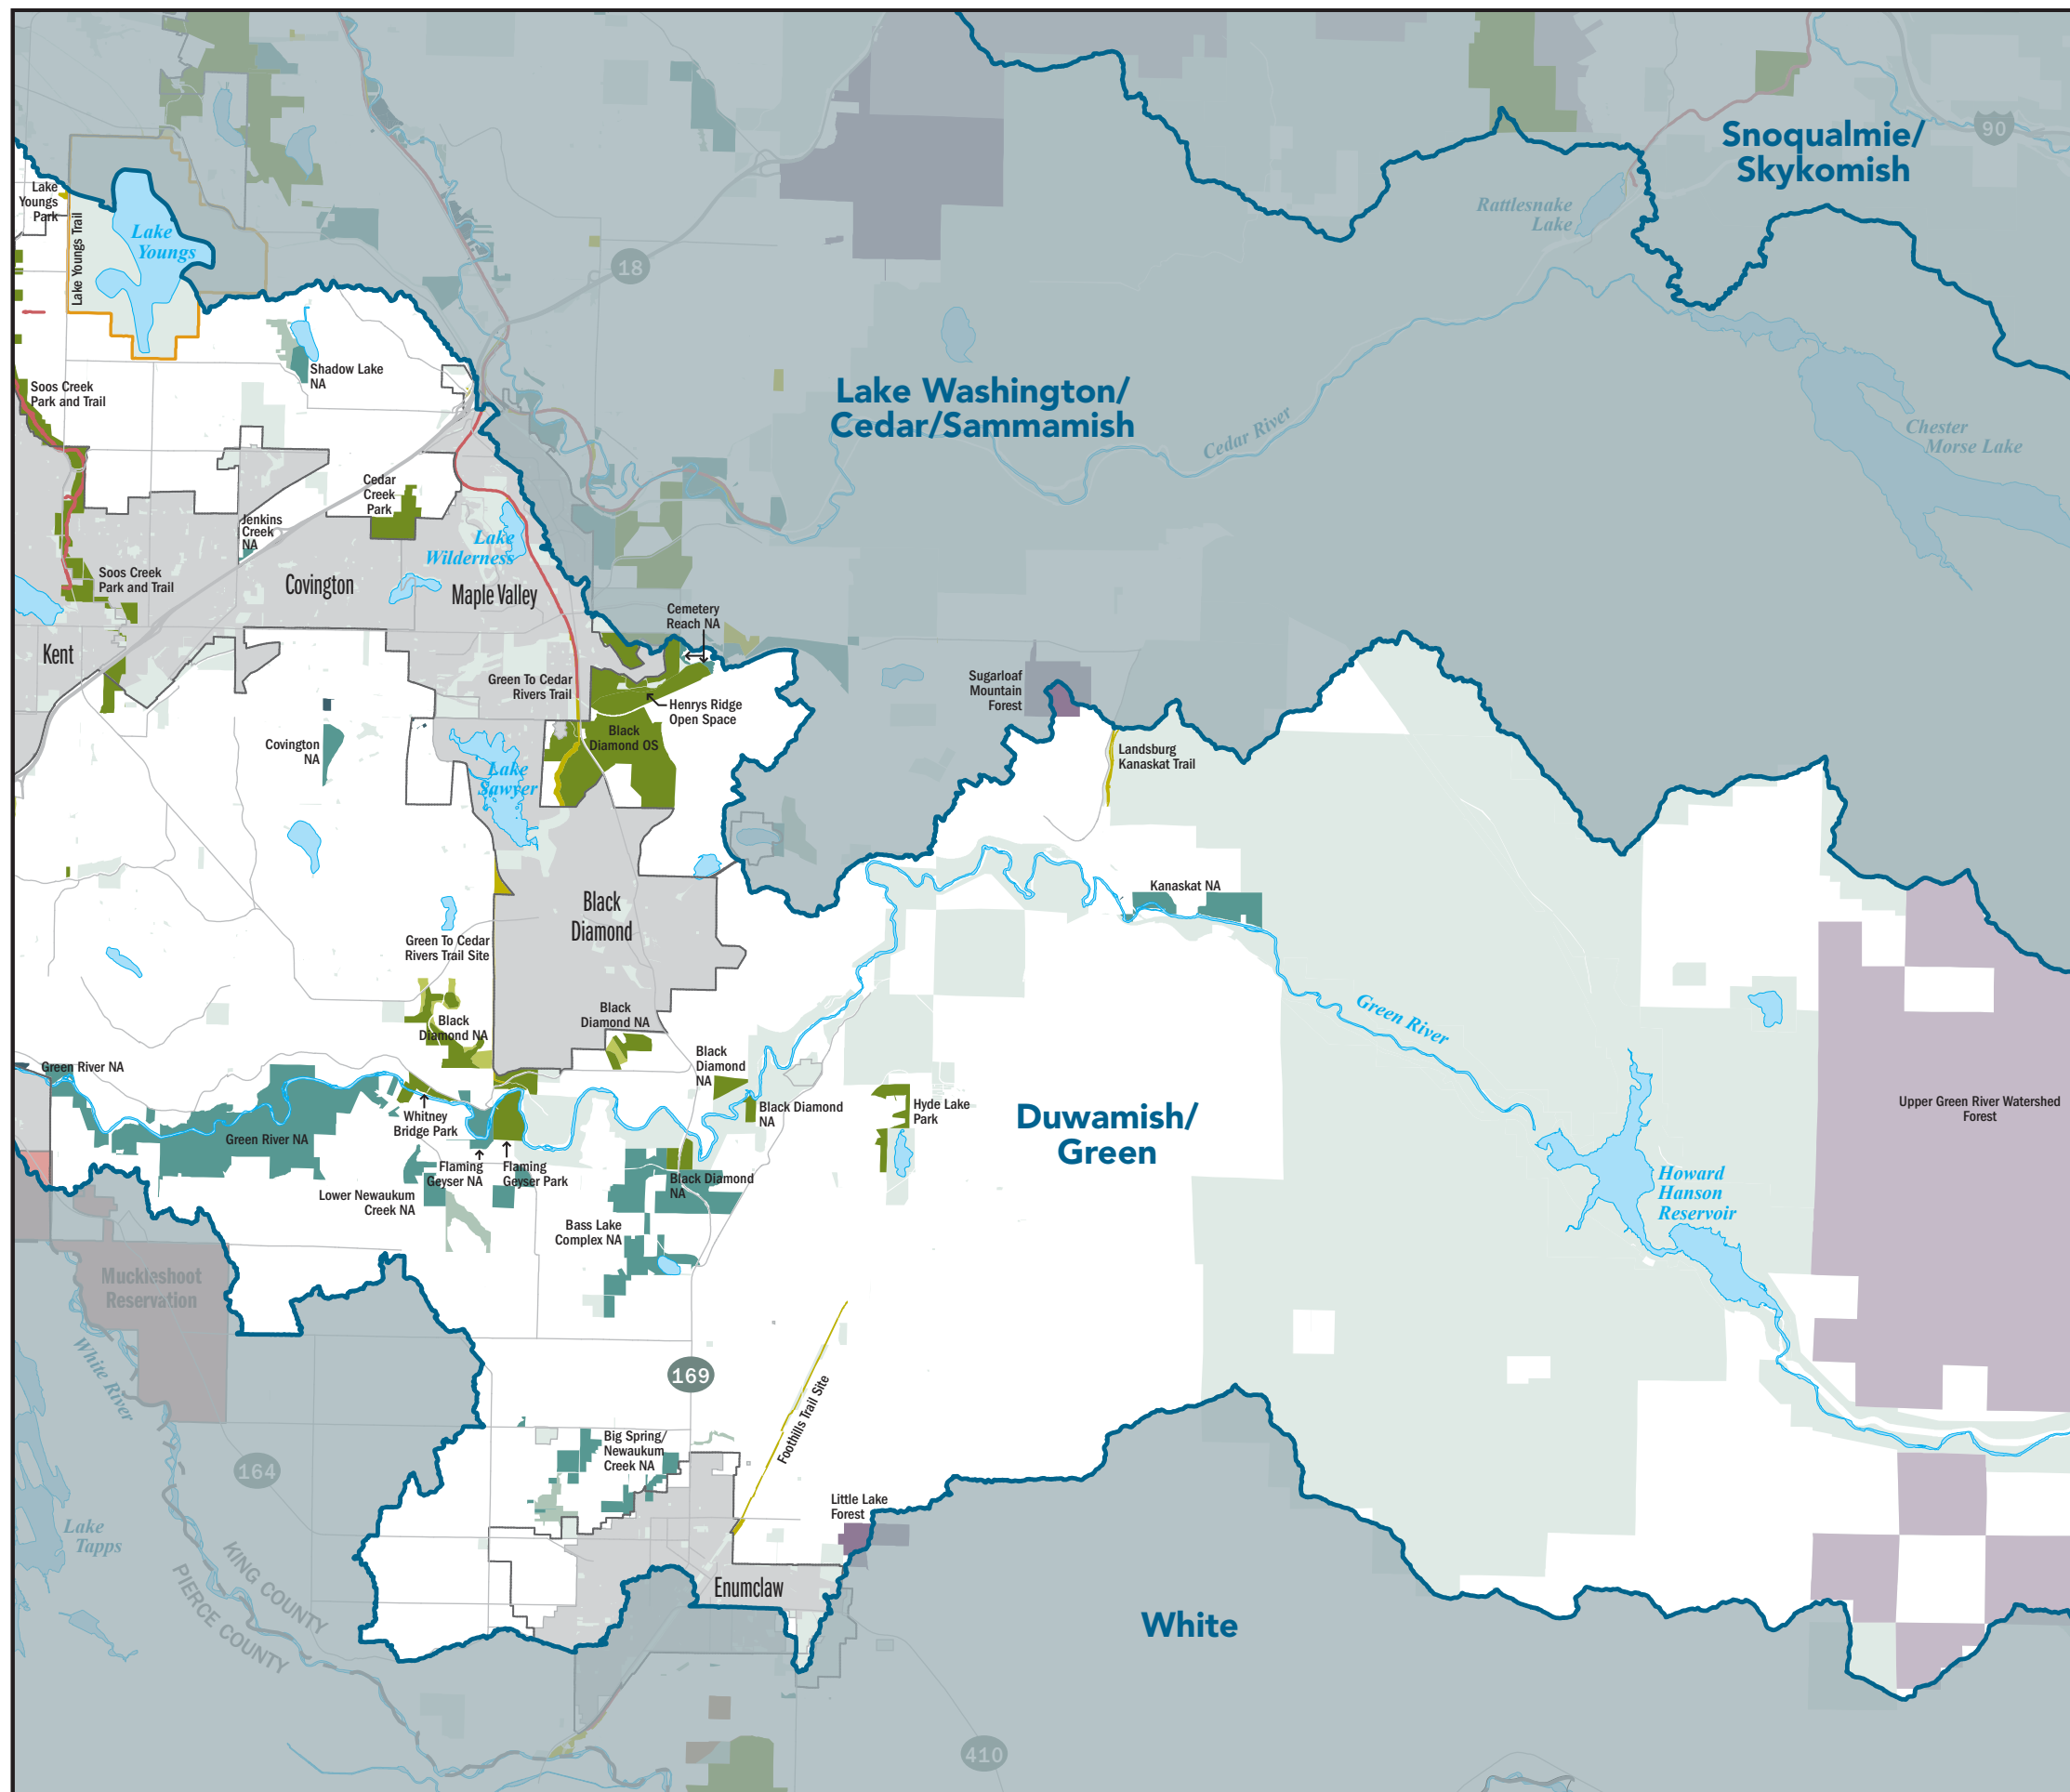 Snoqualmie/
Skykomish
90
Rattlesnake
Lake
Lake
Youngs
Park
Lake Youngs Trail
Lake
Youngs
18
Shadow Lake
NA
Soos Creek
Park and Trail
Lake Washington/
Cedar/Sammamish
Cedar River
Chester
Morse Lake
Cedar
Creek
Park
Jenkins
Creek
NA
Lake
Wilderness
Soos Creek
Park and Trail
Covington
Maple Valley
Kent
Cemetery
Reach NA
Green To Cedar
Rivers Trail
Henrys Ridge
Open Space
Sugarloaf
Mountain
Forest
Black
Diamond OS
Covington
NA
Landsburg
Kanaskat Trail
Lake
Sawyer
Kanaskat NA
Black
Diamond
Green To Cedar
Rivers Trail Site
Black
Diamond NA
Black
Diamond NA
Green River
Black
Diamond
NA
Green River NA
Whitney
Bridge Park
Green River NA
Black Diamond
NA
Hyde Lake
Park
Duwamish/
Green
Upper Green River Watershed
Forest
Flaming
Geyser NA
Flaming
Geyser Park
Black Diamond
NA
Lower Newaukum
Creek NA
Howard
Hanson
Reservoir
Bass Lake
Complex NA
Muckleshoot
Reservation
White River
169
Foothills Trail Site
Big Spring/
Newaukum
Creek NA
164
Little Lake
Forest
Lake
Tapps
KING COUNTY
PIERCE COUNTY
Enumclaw
White
410